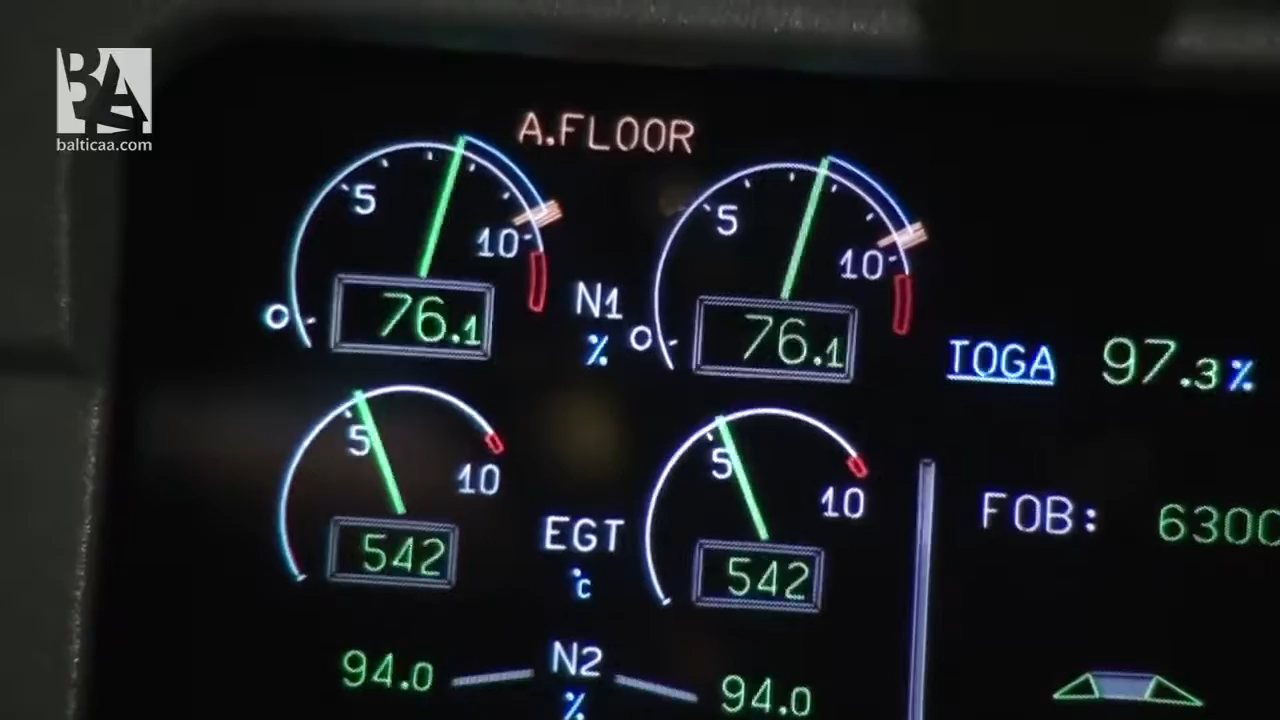 BA
balticaa.com
A.FLOOR
5 10 0
5 10 0
76.1 N1 % 76.1
TOGA 97.3%
5 10
5 10
542 EGT °C 542
FOB: 6300
94.0 N2 % 94.0